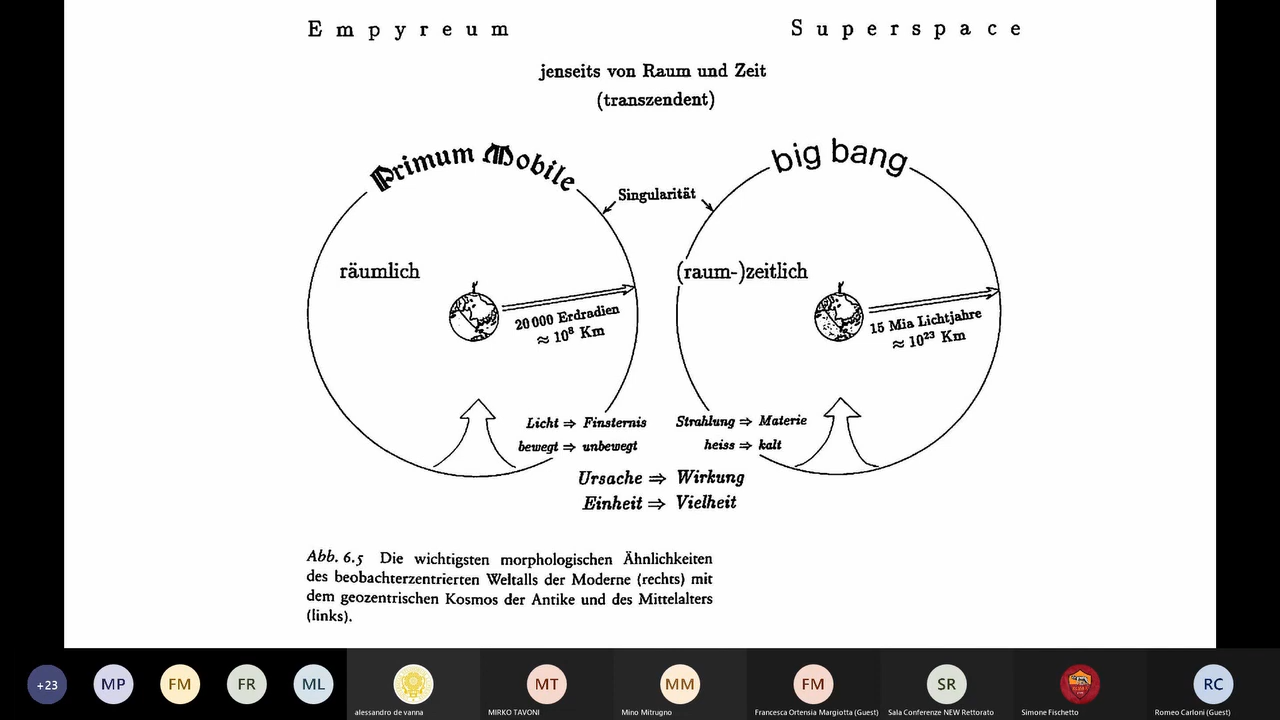 Empyreum
Superspace
jenseits von Raum und Zeit
(transzendent)
Primum Mobile
big bang
Singularität
räumlich
(raum-)zeitlich
20 000 Erdradien
≈ 10⁸ Km
15 Mia Lichtjahre
≈ 10²³ Km
Licht ⇒ Finsternis
bewegt ⇒ unbewegt
Strahlung ⇒ Materie
heiss ⇒ kalt
Ursache ⇒ Wirkung
Einheit ⇒ Vielheit
Abb. 6.5 Die wichtigsten morphologischen Ähnlichkeiten
des beobachterzentrierten Weltalls der Moderne (rechts) mit
dem geozentrischen Kosmos der Antike und des Mittelalters
(links).
+23
MP
FM
FR
ML
MT
MM
FM
SR
RC
alessandro de vanna
MIRKO TAVONI
Mino Mitrugno
Francesca Ortensia Margiotta (Guest)
Sala Conferenze NEW Rettorato
Simone Fischetto
Romeo Carloni (Guest)